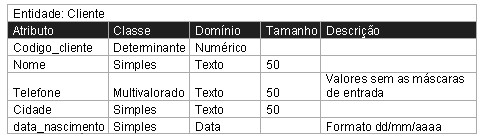 Entidade: Cliente
Atributo Classe Domínio Tamanho Descrição
Codigo_cliente Determinante Numérico
Nome Simples Texto 50
Telefone Multivalorado Texto 50 Valores sem as máscaras de entrada
Cidade Simples Texto 50
data_nascimento Simples Data Formato dd/mm/aaaa